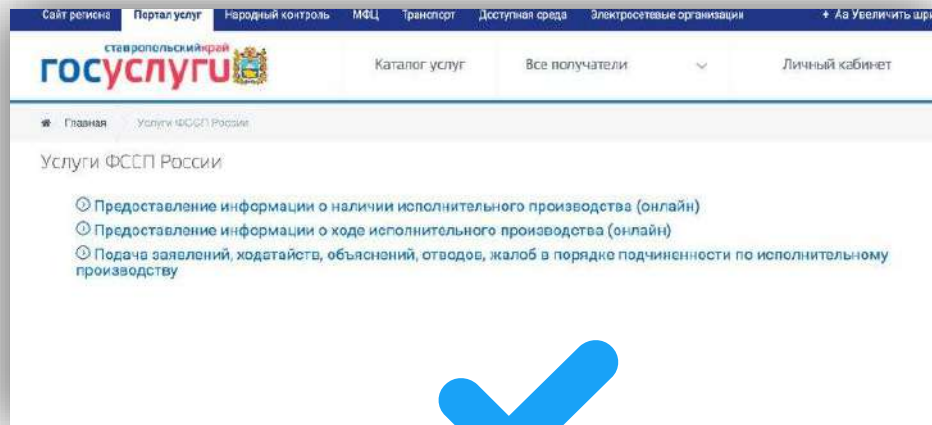 Сайт региона Портал услуг Народный контроль МФЦ Транспорт Доступная среда Электросетевые организации + Аа Увеличить шри
ставропольский край
госуслуги Каталог услуг Все получатели Личный кабинет
Главная Услуги ФССП России
Услуги ФССП России
Предоставление информации о наличии исполнительного производства (онлайн)
Предоставление информации о ходе исполнительного производства (онлайн)
Подача заявлений, ходатайств, объяснений, отводов, жалоб в порядке подчиненности по исполнительному
производству